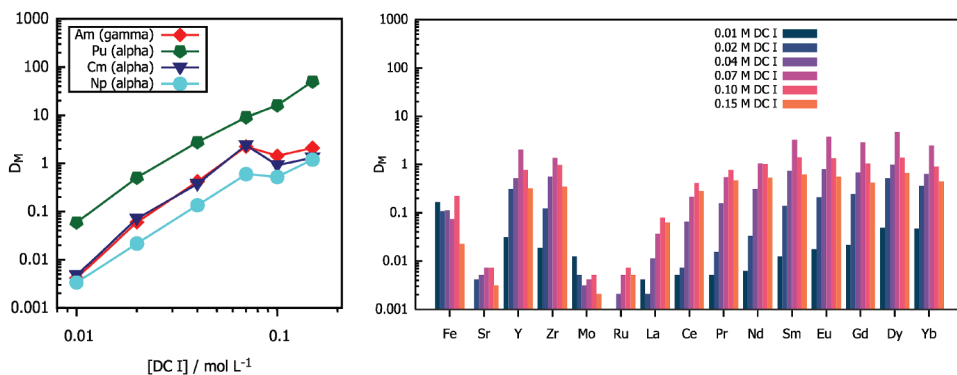 1000
100
10
1
0.1
0.01
0.001
D_M
Am (gamma)
Pu (alpha)
Cm (alpha)
Np (alpha)
0.01
0.1
[DC I] / mol L⁻¹
1000
100
10
1
0.1
0.01
0.001
D_M
0.01 M DC I
0.02 M DC I
0.04 M DC I
0.07 M DC I
0.10 M DC I
0.15 M DC I
Fe Sr Y Zr Mo Ru La Ce Pr Nd Sm Eu Gd Dy Yb